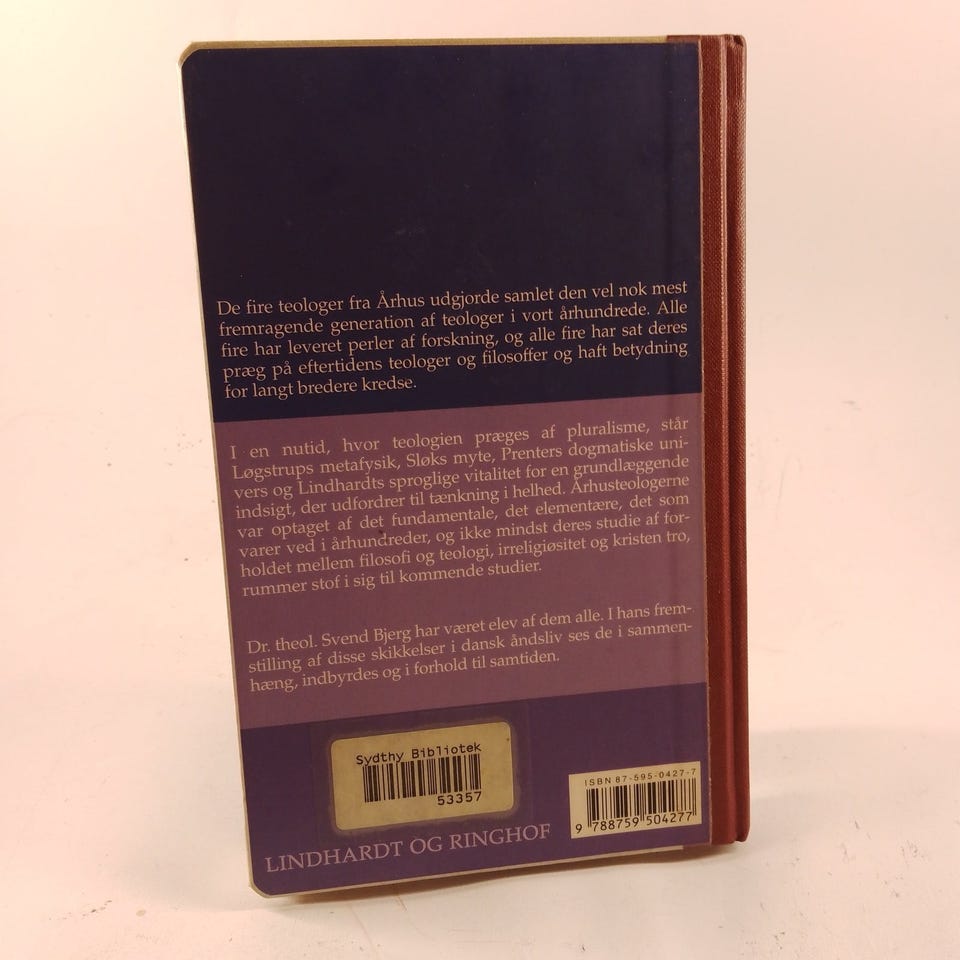 De fire teologer fra Århus udgjorde samlet den vel nok mest
fremragende generation af teologer i vort århundrede. Alle
fire har leveret perler af forskning, og alle fire har sat deres
præg på eftertidens teologer og filosoffer og haft betydning
for langt bredere kredse.
I en nutid, hvor teologien præges af pluralisme, står
Løgstrups metafysik, Sløks myte, Prenters dogmatiske uni-
vers og Lindhardts sproglige vitalitet for en grundlæggende
indsigt, der udfordrer til tænkning i helhed. Århusteologerne
var optaget af det fundamentale, det elementære, det som
varer ved i århundreder, og ikke mindst deres studie af for-
holdet mellem filosofi og teologi, irreligiøsitet og kristen tro,
rummer stof i sig til kommende studier.
Dr. theol. Svend Bjerg har været elev af dem alle. I hans frem-
stilling af disse skikkelser i dansk åndsliv ses de i sammen-
hæng, indbyrdes og i forhold til samtiden.
Sydthy Bibliotek
53357
ISBN 87-595-0427-7
9 788759 504277
LINDHARDT OG RINGHOF